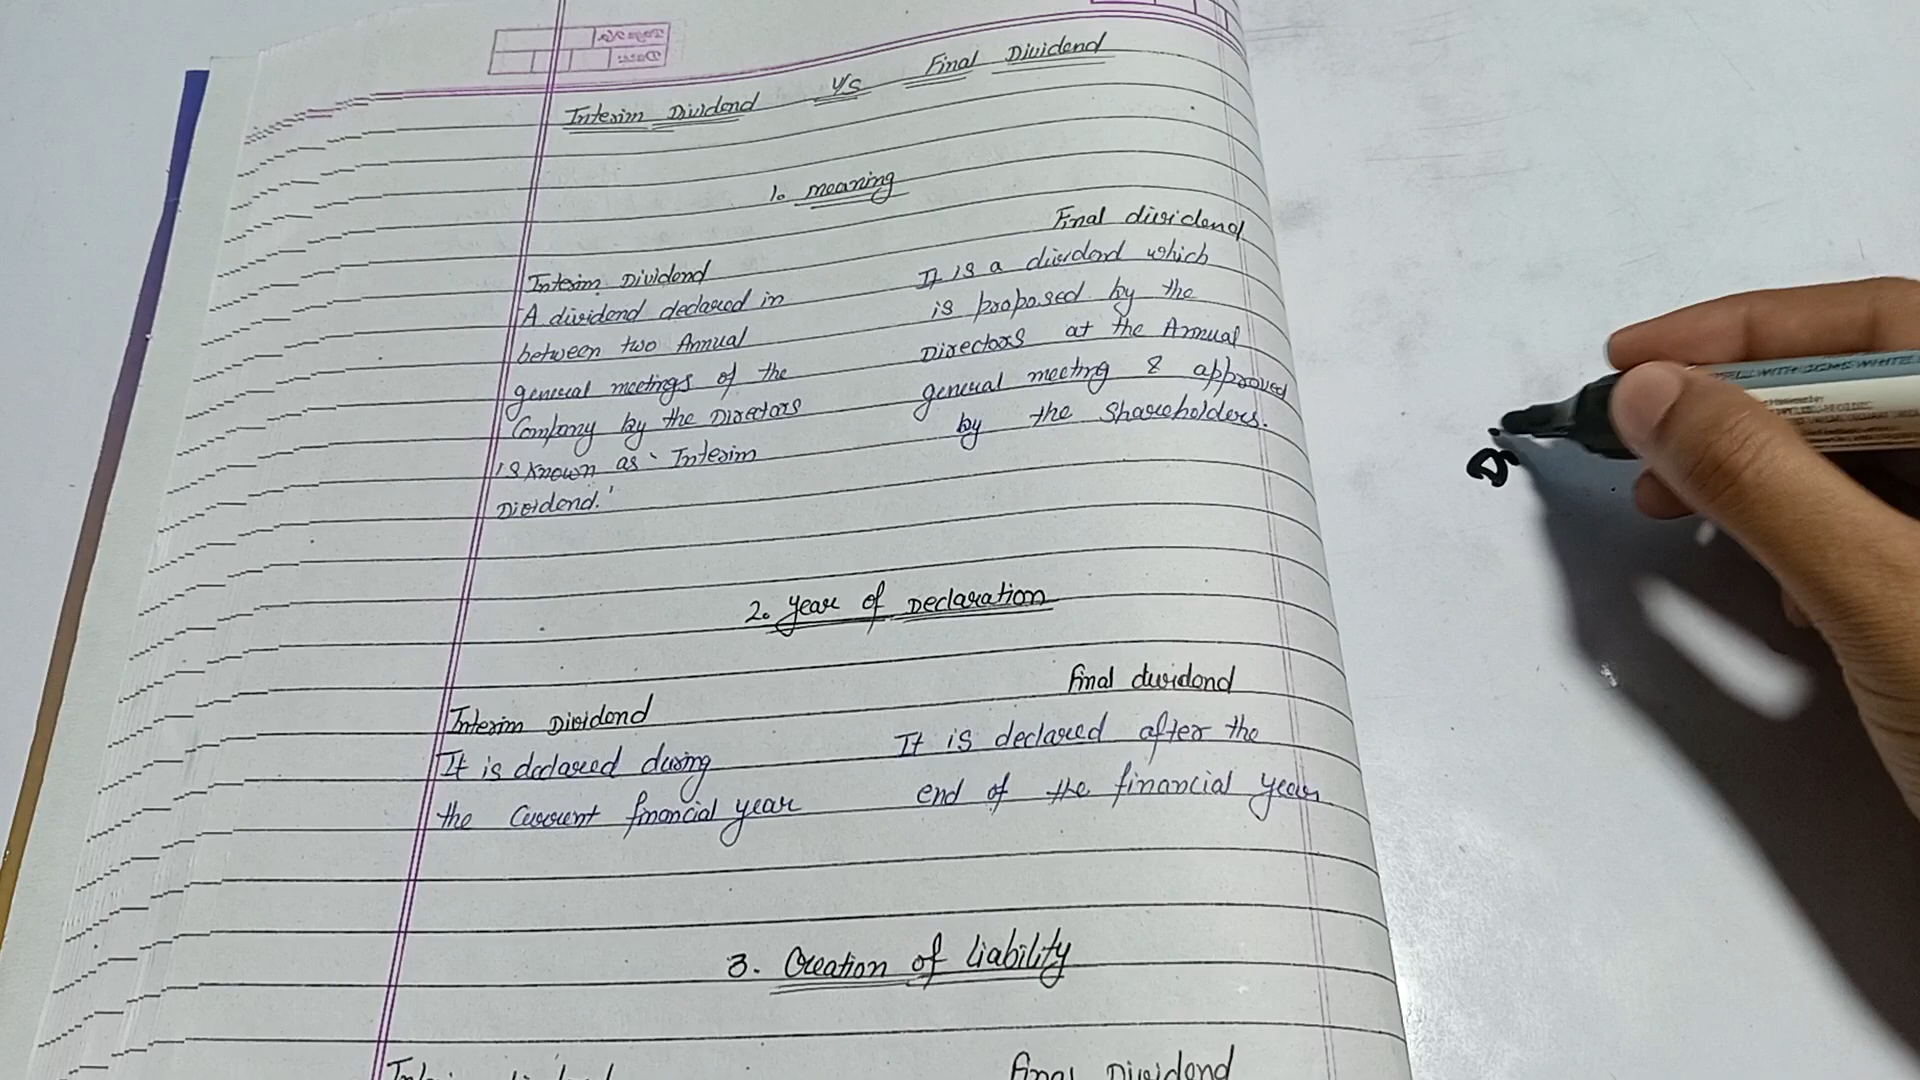 Interim Dividend V/S Final Dividend
1. meaning
Interim Dividend
A dividend declared in
between two Annual
general meetings of the
Company by the Directors
is known as 'Interim
Dividend.'
Final dividend
It is a dividend which
is proposed by the
Directors at the Annual
general meeting & approved
by the Shareholders.
2. Year of Declaration
Interim Dividend
It is declared during
the Current financial year
Final dividend
It is declared after the
end of the financial year
3. Creation of liability
Final Dividend
Di